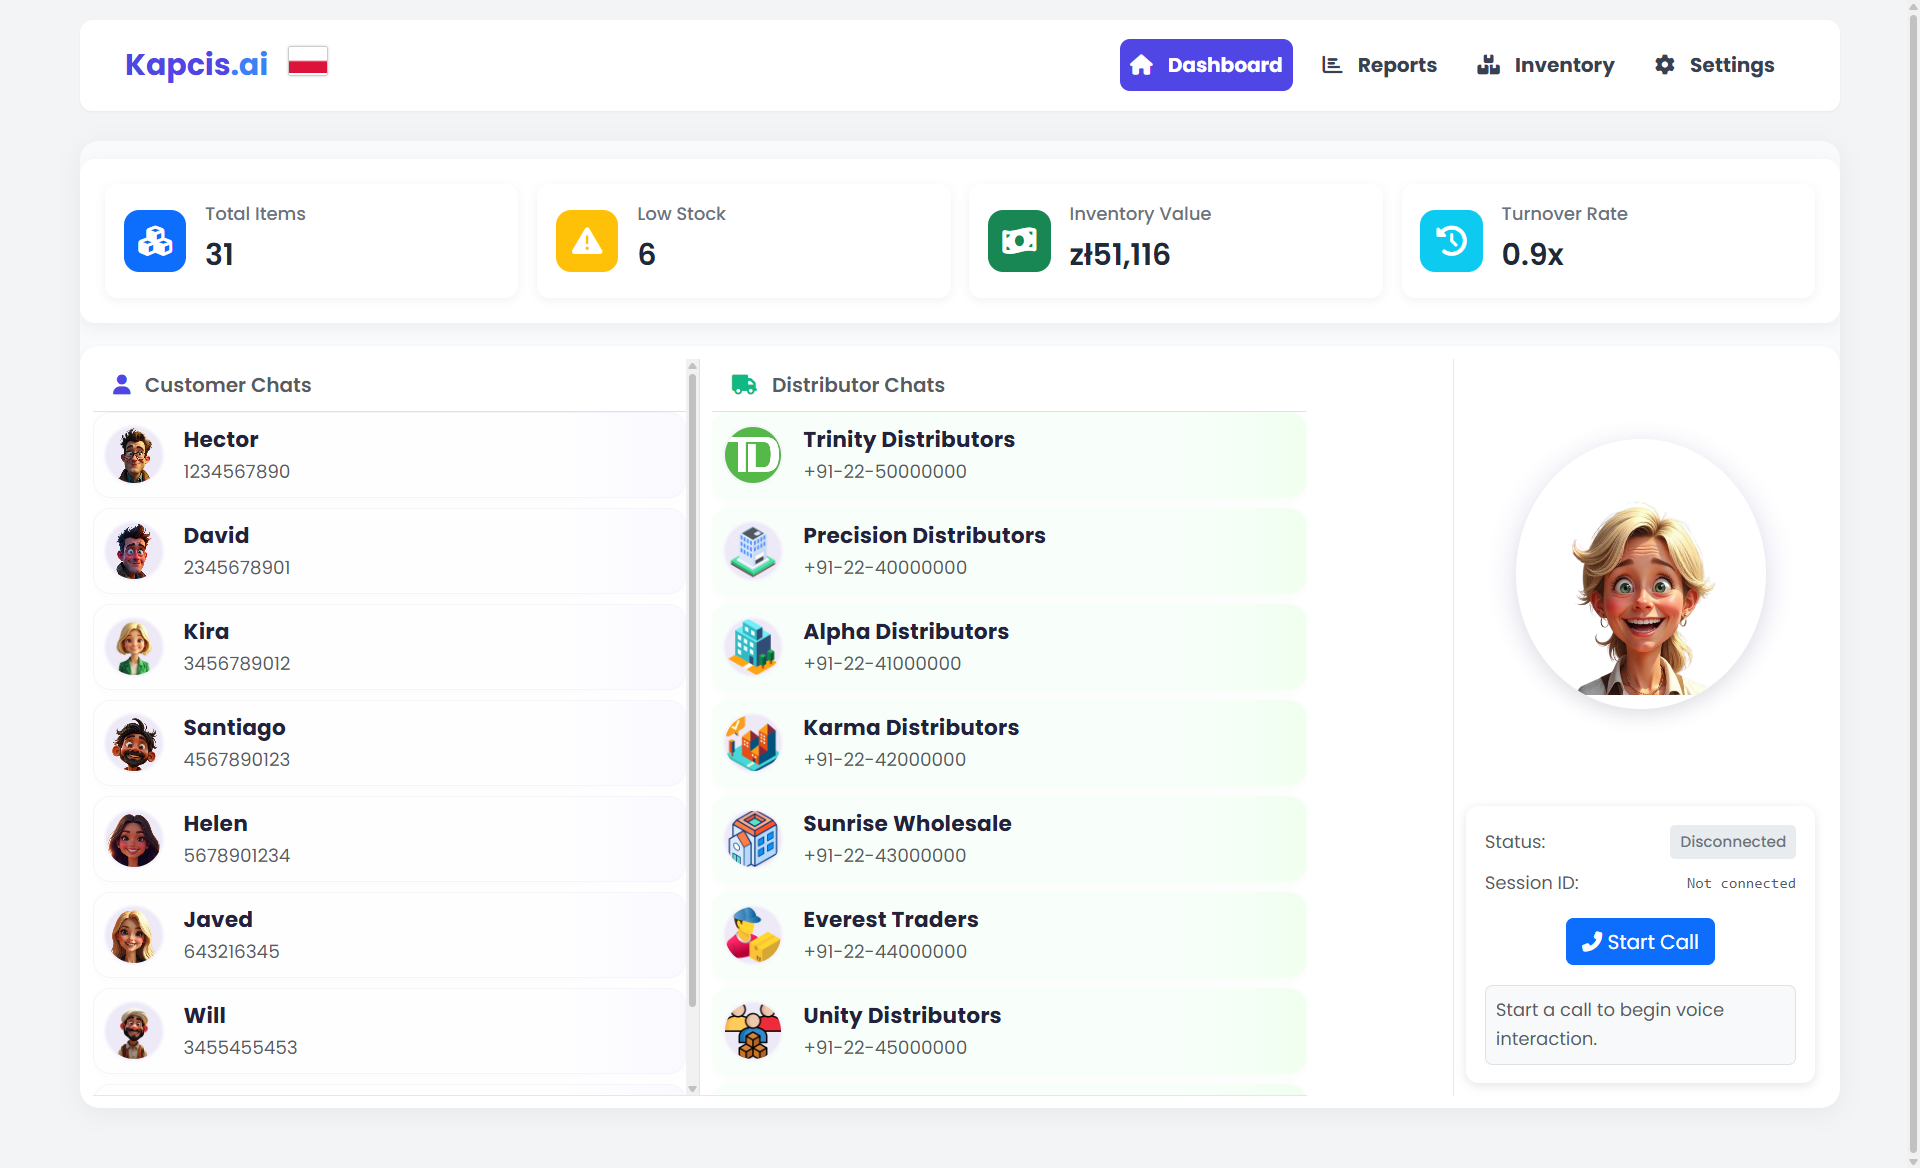 Kapcis.ai
Dashboard
Reports
Inventory
Settings
Total Items
31
Low Stock
6
Inventory Value
zł51,116
Turnover Rate
0.9x
Customer Chats
Hector
1234567890
David
2345678901
Kira
3456789012
Santiago
4567890123
Helen
5678901234
Javed
643216345
Will
3455455453
Distributor Chats
TD
Trinity Distributors
+91-22-50000000
Precision Distributors
+91-22-40000000
Alpha Distributors
+91-22-41000000
Karma Distributors
+91-22-42000000
Sunrise Wholesale
+91-22-43000000
Everest Traders
+91-22-44000000
Unity Distributors
+91-22-45000000
Status:
Disconnected
Session ID:
Not connected
Start Call
Start a call to begin voice
interaction.